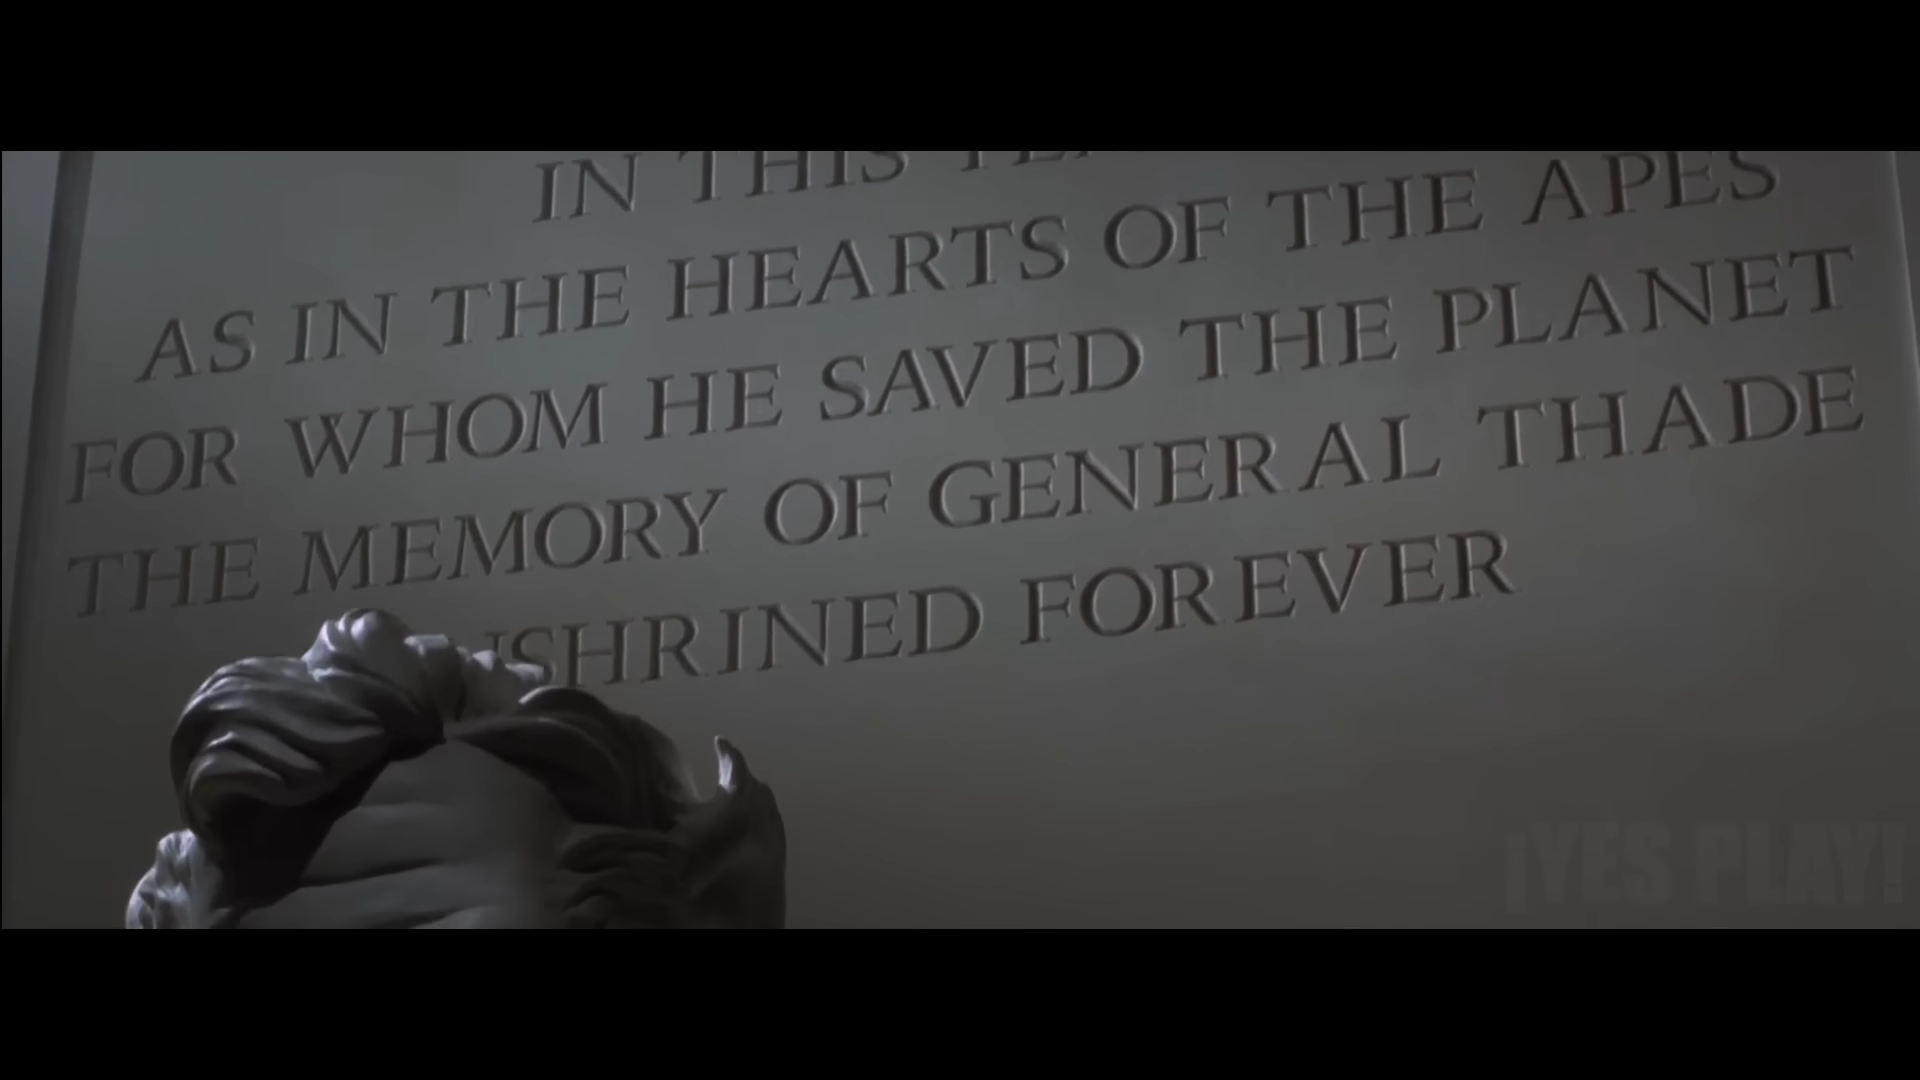 IN THIS
AS IN THE HEARTS OF THE APES
FOR WHOM HE SAVED THE PLANET
THE MEMORY OF GENERAL THADE
FOREVER
¡YES PLAY!